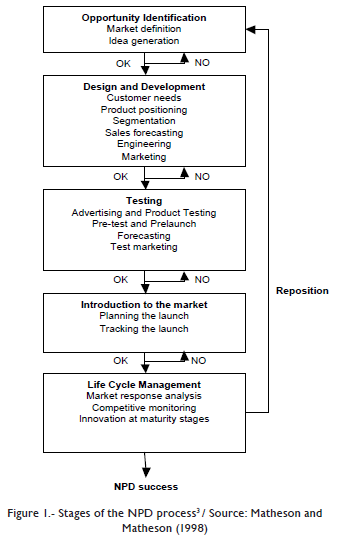 Opportunity Identification
Market definition
Idea generation
OK
NO
Design and Development
Customer needs
Product positioning
Segmentation
Sales forecasting
Engineering
Marketing
OK
NO
Testing
Advertising and Product Testing
Pre-test and Prelaunch
Forecasting
Test marketing
OK
NO
Reposition
Introduction to the market
Planning the launch
Tracking the launch
OK
NO
Life Cycle Management
Market response analysis
Competitive monitoring
Innovation at maturity stages
NPD success
Figure 1.- Stages of the NPD process³ / Source: Matheson and
Matheson (1998)